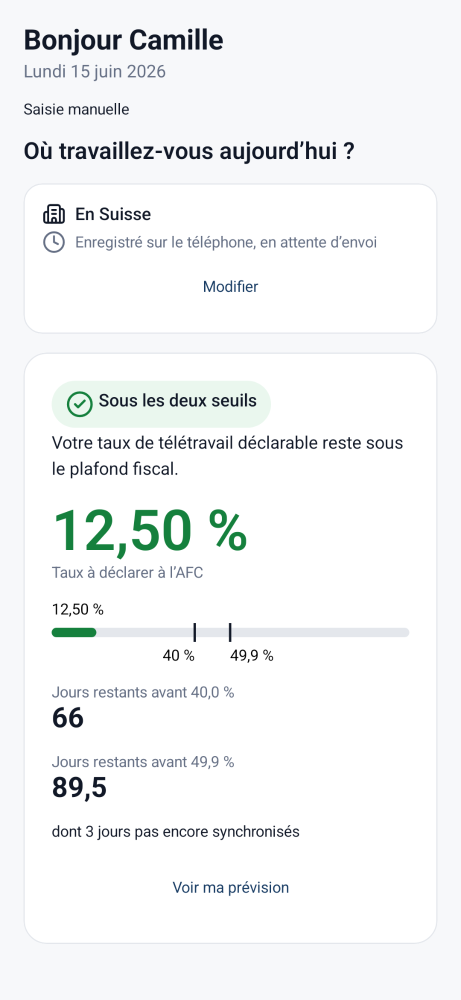 Bonjour Camille
Lundi 15 juin 2026
Saisie manuelle
Où travaillez-vous aujourd’hui ?
En Suisse
Enregistré sur le téléphone, en attente d’envoi
Modifier
Sous les deux seuils
Votre taux de télétravail déclarable reste sous
le plafond fiscal.
12,50 %
Taux à déclarer à l’AFC
12,50 %
40 %
49,9 %
Jours restants avant 40,0 %
66
Jours restants avant 49,9 %
89,5
dont 3 jours pas encore synchronisés
Voir ma prévision